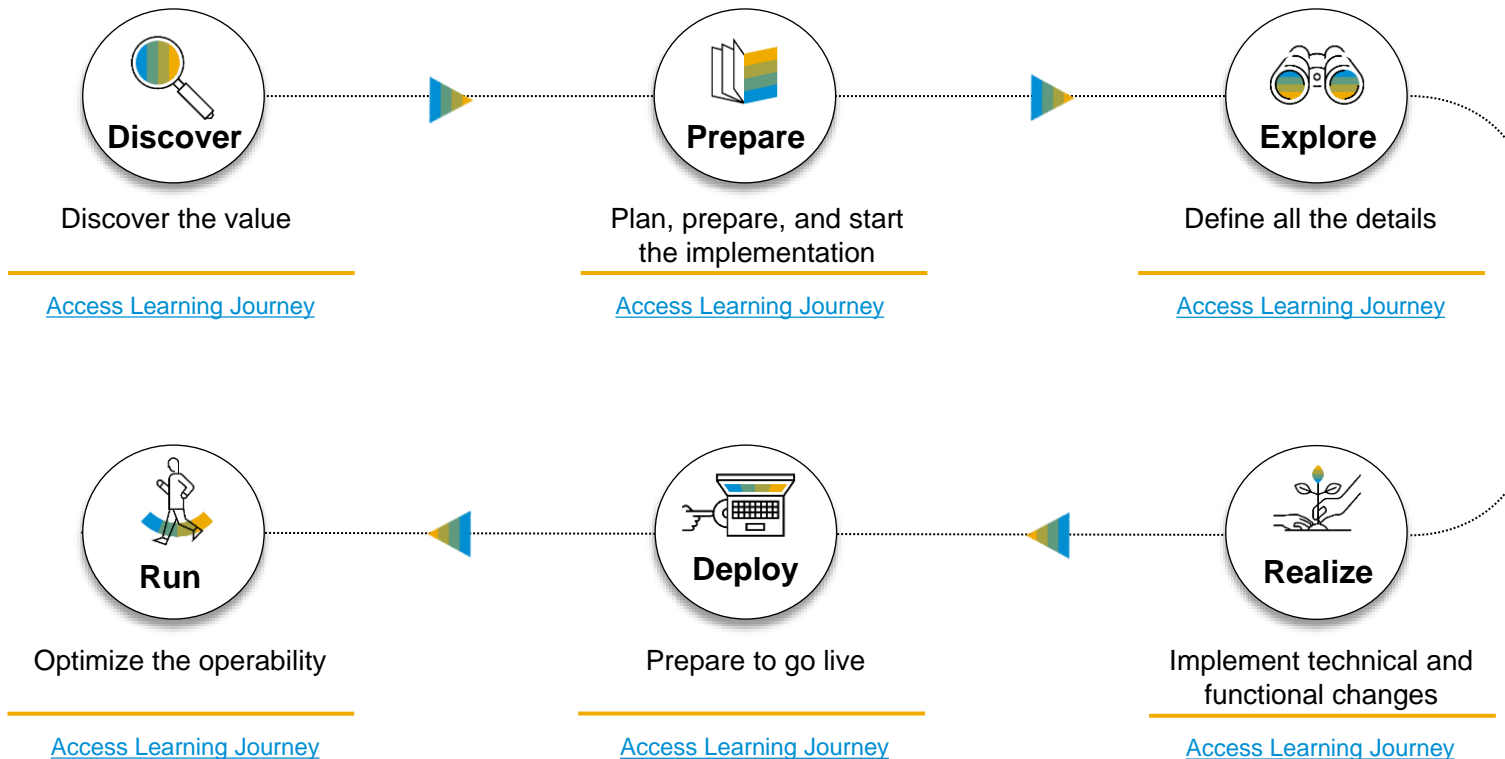 Discover
Discover the value
Access Learning Journey
Prepare
Plan, prepare, and start
the implementation
Access Learning Journey
Explore
Define all the details
Access Learning Journey
Realize
Implement technical and
functional changes
Access Learning Journey
Deploy
Prepare to go live
Access Learning Journey
Run
Optimize the operability
Access Learning Journey